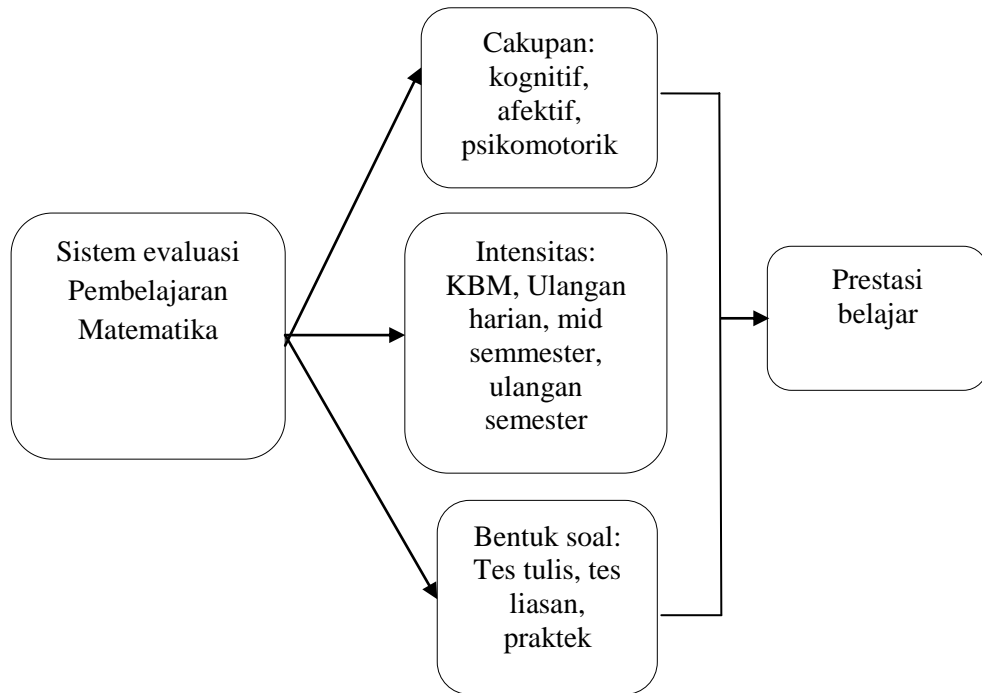 Sistem evaluasi
Pembelajaran
Matematika
Cakupan:
kognitif,
afektif,
psikomotorik
Intensitas:
KBM, Ulangan
harian, mid
semmester,
ulangan
semester
Bentuk soal:
Tes tulis, tes
liasan,
praktek
Prestasi
belajar